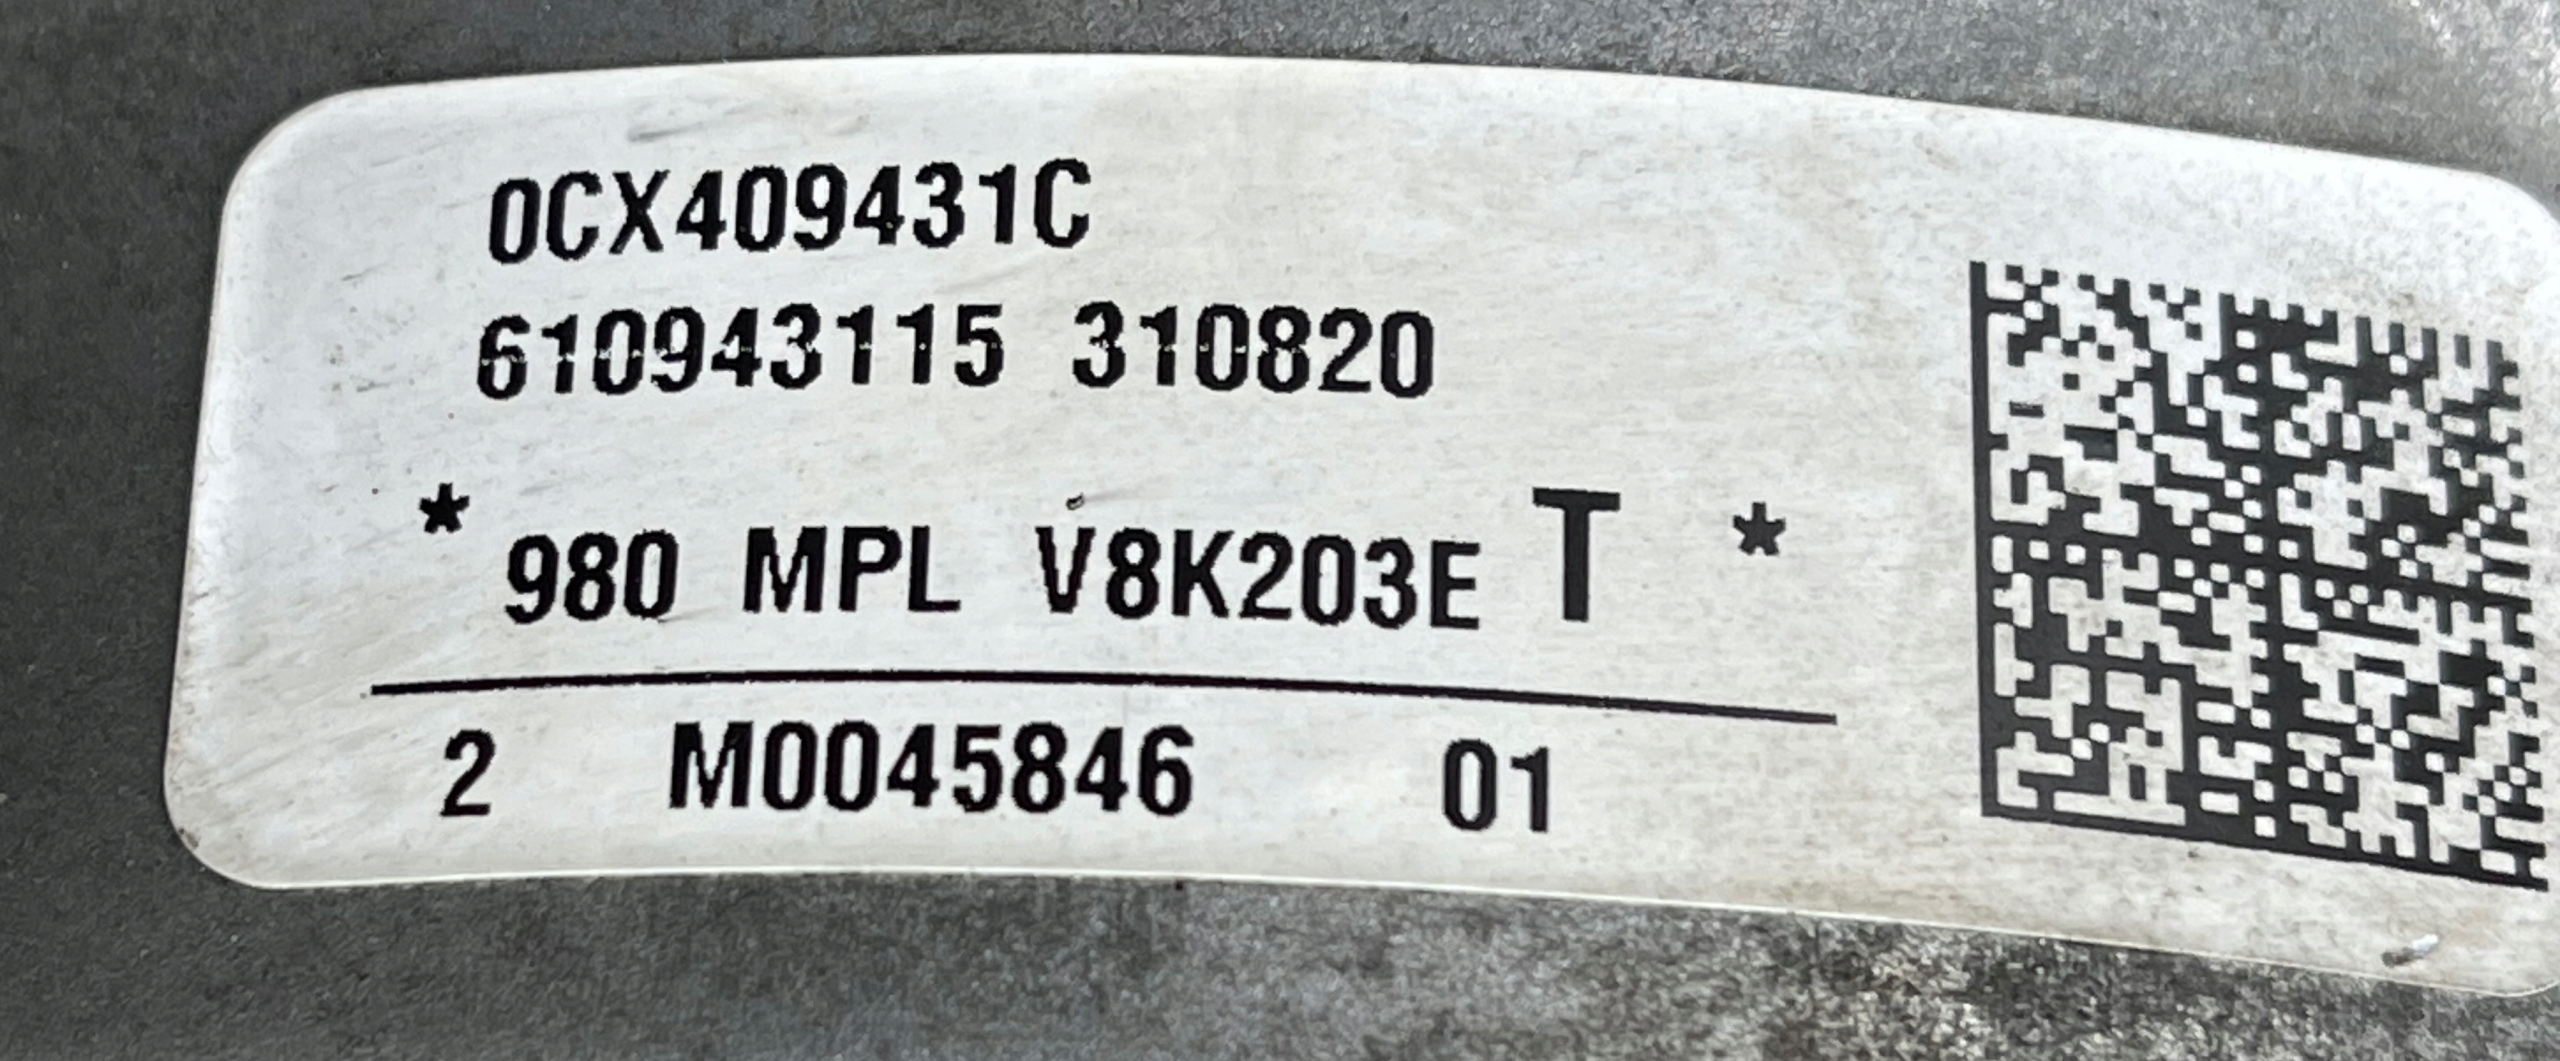 0CX409431C
610943115 310820
* 980 MPL V8K203E T *
2 M0045846 01